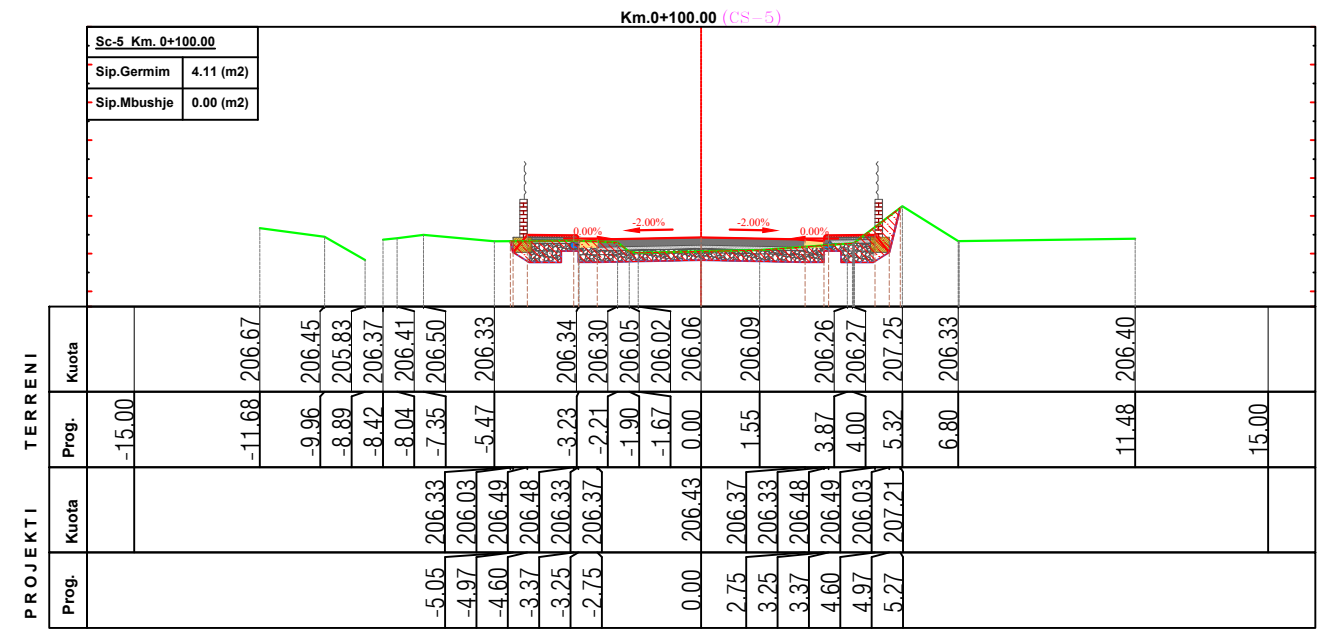 Km.0+100.00 (CS-5)
Sc-5 Km. 0+100.00
Sip.Germim 4.11 (m2)
Sip.Mbushje 0.00 (m2)
0.00% -2.00% -2.00% 0.00%
TERRENI
Kuota 206.67 206.45 205.83 206.37 206.41 206.50 206.33 206.34 206.30 206.05 206.02 206.06 206.09 206.26 206.27 207.25 206.33 206.40
Prog. -15.00 -11.68 -9.96 -8.89 -8.42 -8.04 -7.35 -5.47 -3.23 -2.21 -1.90 -1.67 0.00 1.55 3.87 4.00 5.32 6.80 11.48 15.00
PROJEKTI
Kuota 206.33 206.03 206.49 206.48 206.33 206.37 206.43 206.37 206.33 206.48 206.49 206.03 207.21
Prog. -5.05 -4.97 -4.60 -3.37 -3.25 -2.75 0.00 2.75 3.25 3.37 4.60 4.97 5.27